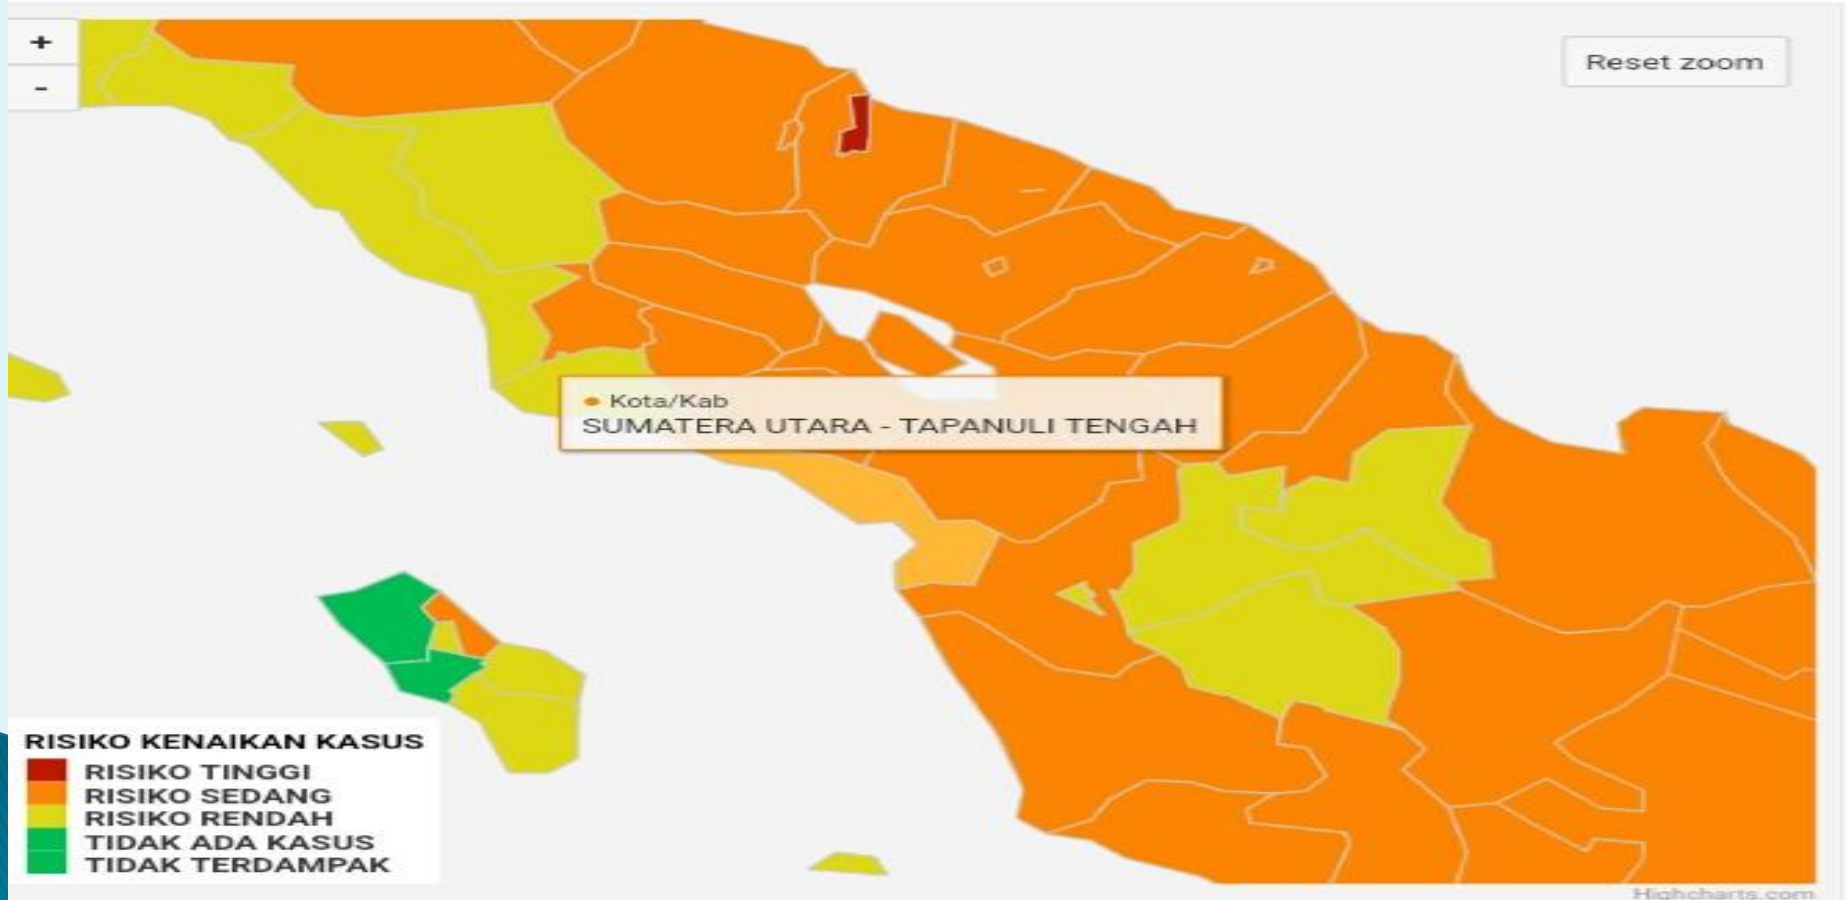 +
-
Reset zoom
● Kota/Kab
SUMATERA UTARA - TAPANULI TENGAH
RISIKO KENAIKAN KASUS
RISIKO TINGGI
RISIKO SEDANG
RISIKO RENDAH
TIDAK ADA KASUS
TIDAK TERDAMPAK
Highcharts.com